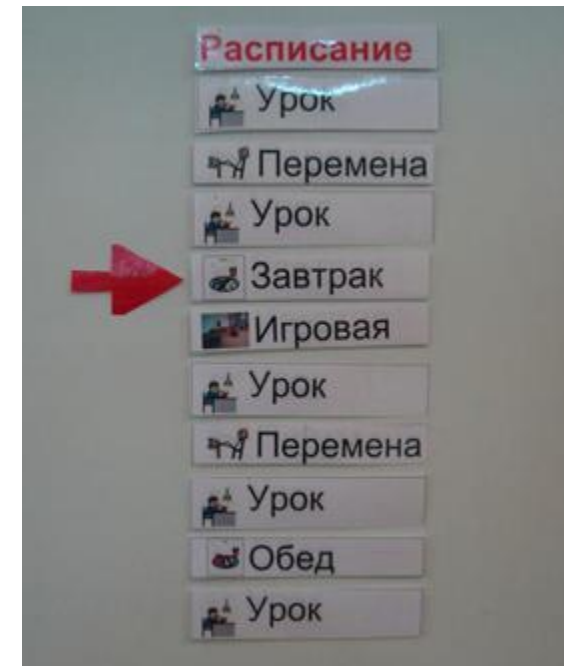 Расписание
Урок
Перемена
Урок
Завтрак
Игровая
Урок
Перемена
Урок
Обед
Урок